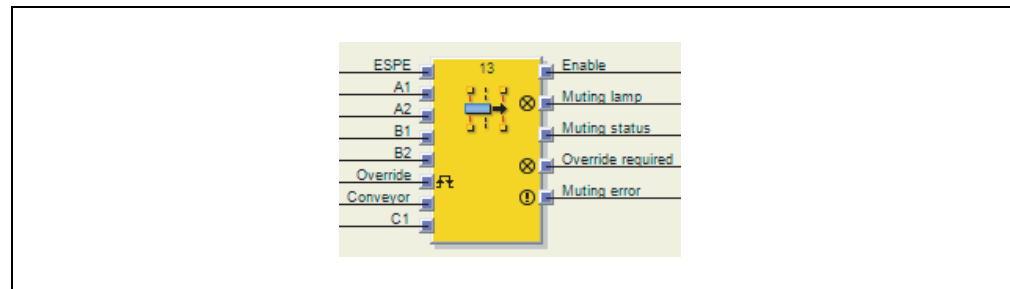 ESPE 13 Enable
A1
A2 Muting lamp
B1 Muting status
B2
Override Override required
Conveyor Muting error
C1